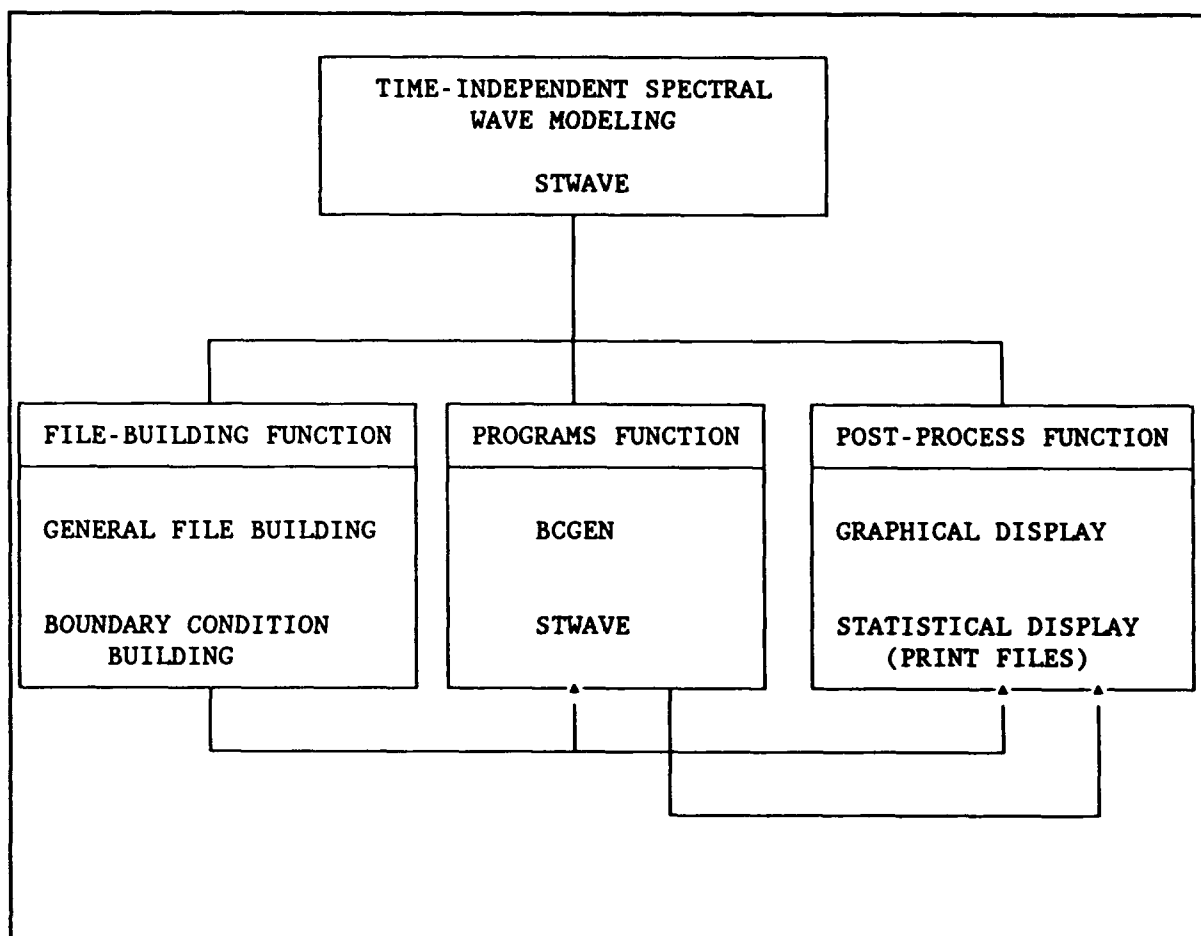 TIME-INDEPENDENT SPECTRAL
WAVE MODELING
STWAVE
FILE-BUILDING FUNCTION
GENERAL FILE BUILDING
BOUNDARY CONDITION
BUILDING
PROGRAMS FUNCTION
BCGEN
STWAVE
POST-PROCESS FUNCTION
GRAPHICAL DISPLAY
STATISTICAL DISPLAY
(PRINT FILES)